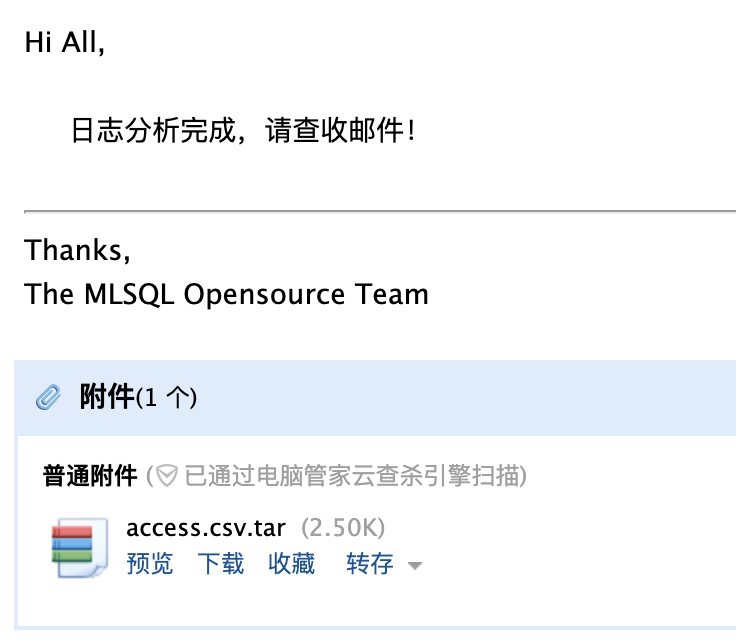 Hi All,
日志分析完成，请查收邮件！
Thanks,
The MLSQL Opensource Team
附件(1 个)
普通附件 (已通过电脑管家云查杀引擎扫描)
access.csv.tar (2.50K)
预览 下载 收藏 转存